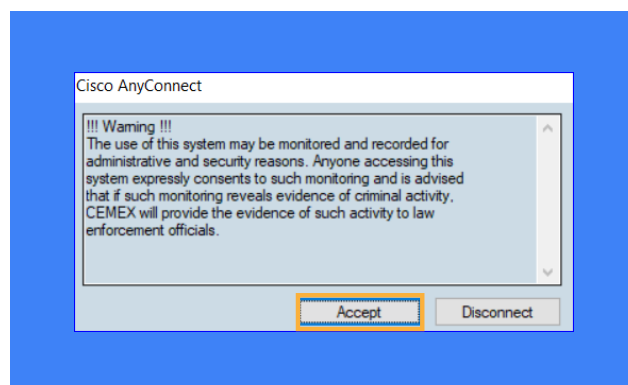 Cisco AnyConnect
!!! Warning !!!
The use of this system may be monitored and recorded for
administrative and security reasons. Anyone accessing this
system expressly consents to such monitoring and is advised
that if such monitoring reveals evidence of criminal activity,
CEMEX will provide the evidence of such activity to law
enforcement officials.
Accept Disconnect